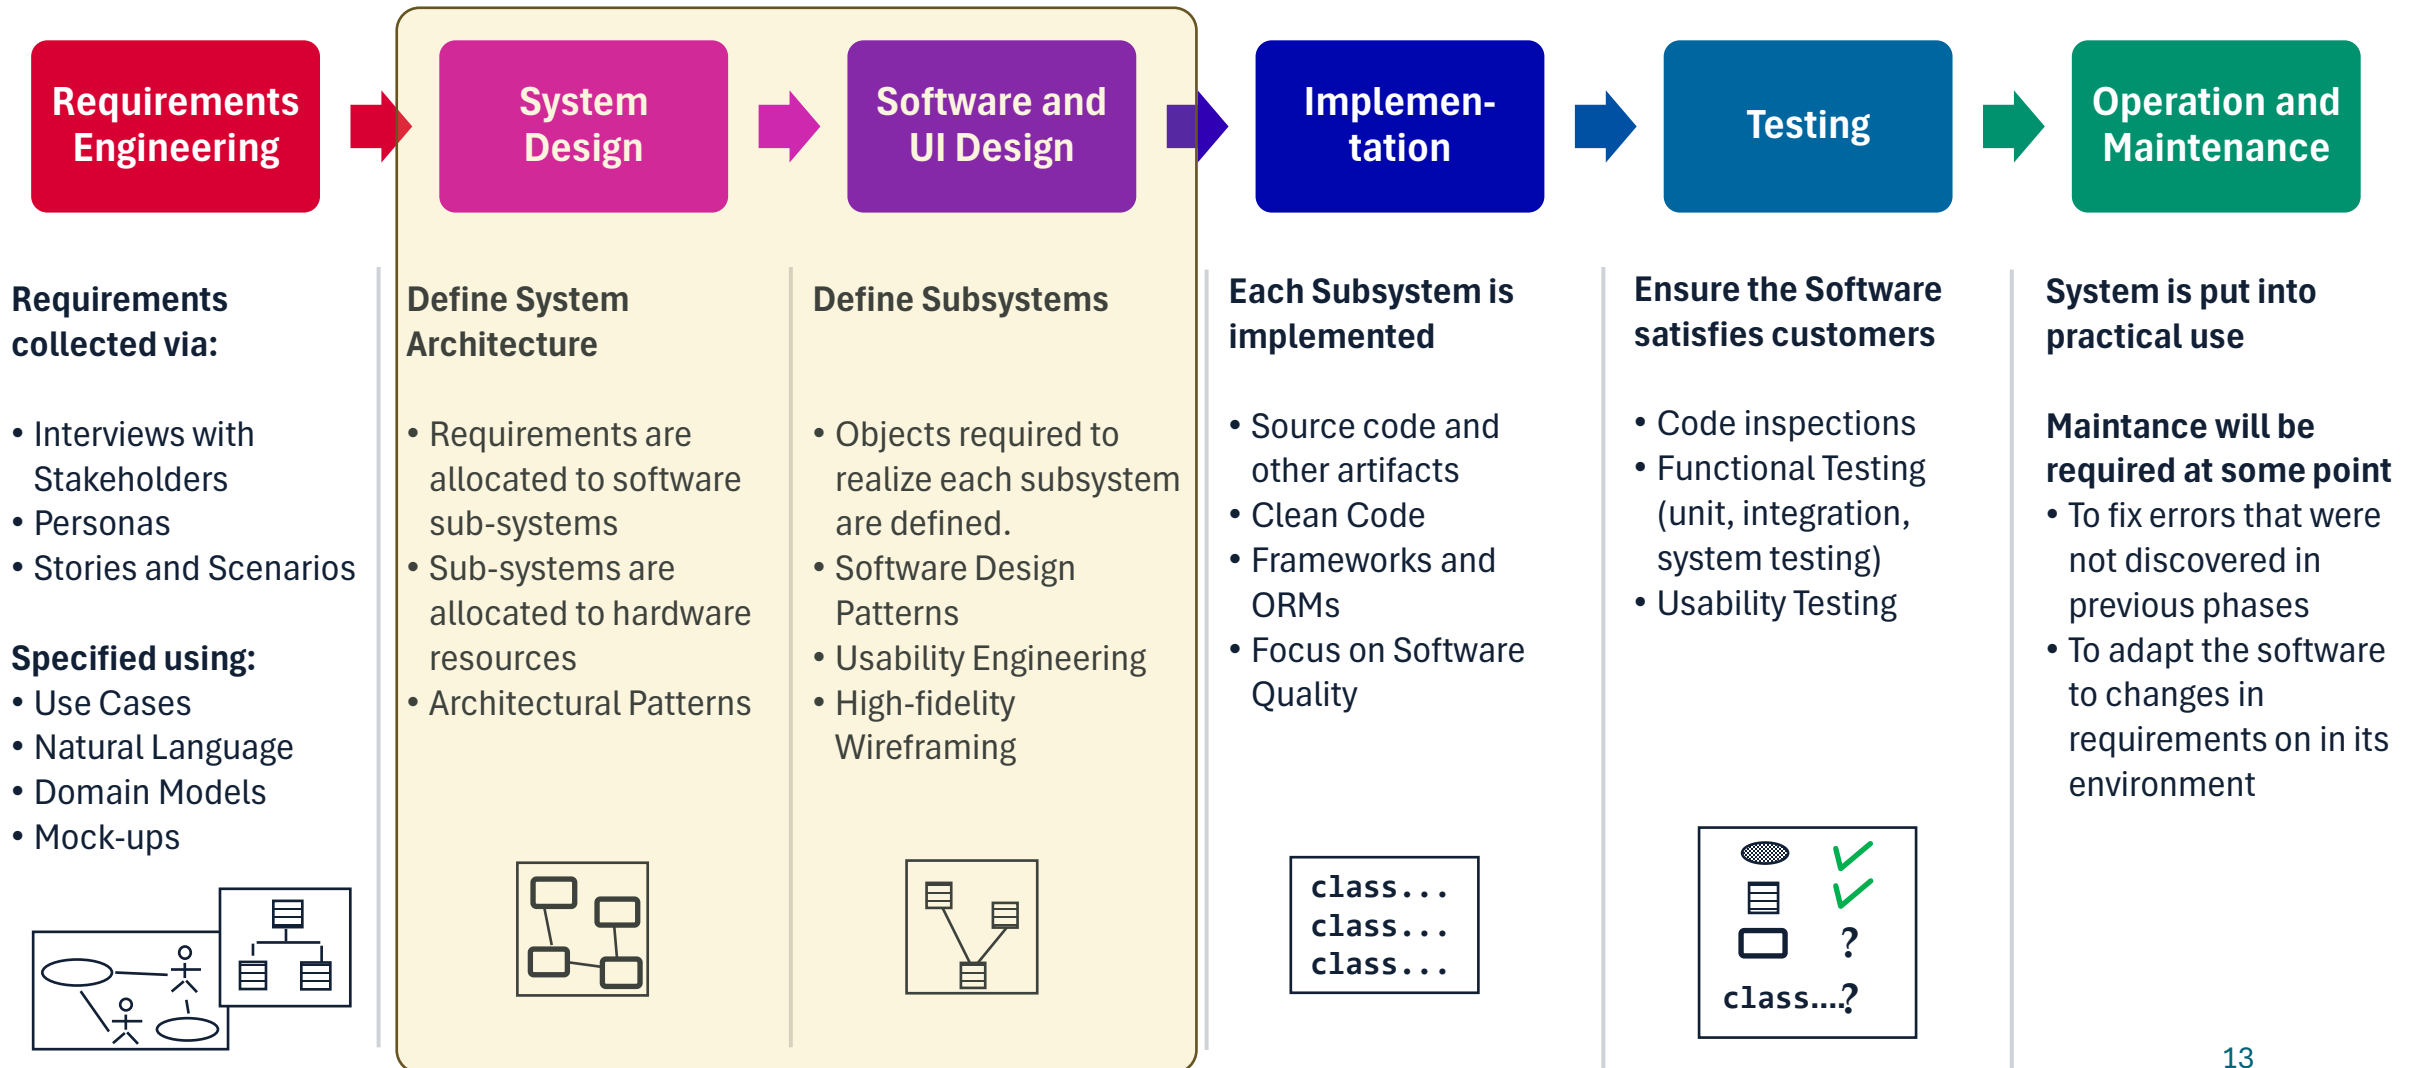 Requirements
Engineering
System
Design
Software and
UI Design
Implemen-
tation
Testing
Operation and
Maintenance
Requirements
collected via:
• Interviews with
Stakeholders
• Personas
• Stories and Scenarios
Specified using:
• Use Cases
• Natural Language
• Domain Models
• Mock-ups
Define System
Architecture
• Requirements are
allocated to software
sub-systems
• Sub-systems are
allocated to hardware
resources
• Architectural Patterns
Define Subsystems
• Objects required to
realize each subsystem
are defined.
• Software Design
Patterns
• Usability Engineering
• High-fidelity
Wireframing
Each Subsystem is
implemented
• Source code and
other artifacts
• Clean Code
• Frameworks and
ORMs
• Focus on Software
Quality
class...
class...
class...
Ensure the Software
satisfies customers
• Code inspections
• Functional Testing
(unit, integration,
system testing)
• Usability Testing
?
class....?
System is put into
practical use
Maintance will be
required at some point
• To fix errors that were
not discovered in
previous phases
• To adapt the software
to changes in
requirements on in its
environment
13